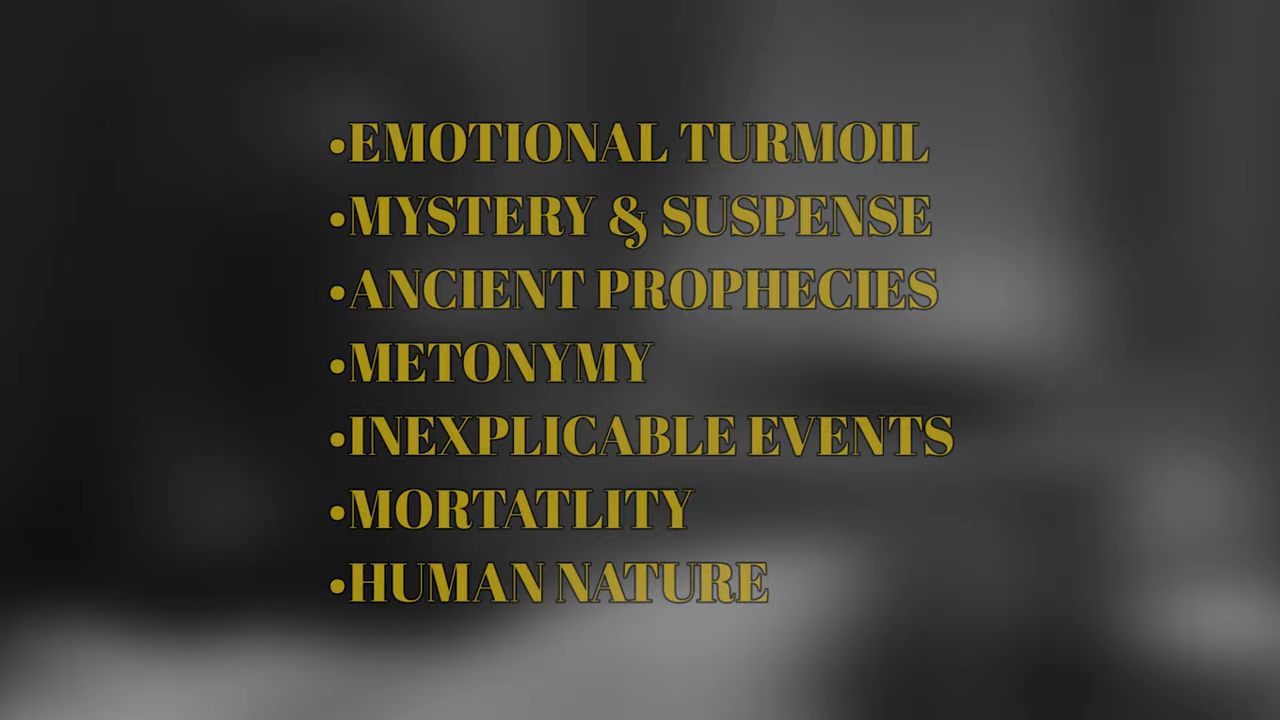 •EMOTIONAL TURMOIL
•MYSTERY & SUSPENSE
•ANCIENT PROPHECIES
•METONYMY
•INEXPLICABLE EVENTS
•MORTATLITY
•HUMAN NATURE